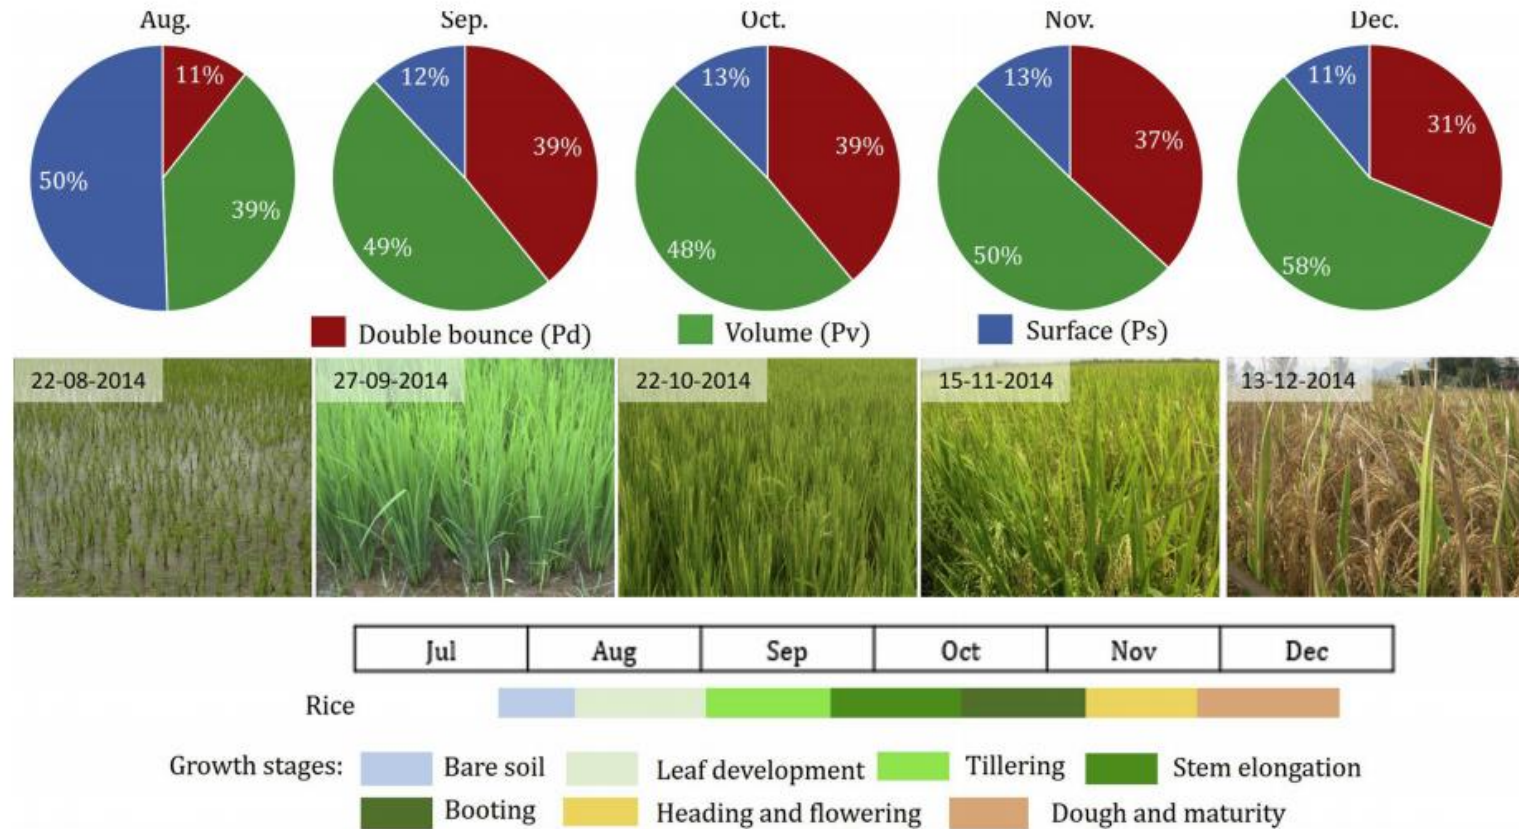 Aug. Sep. Oct. Nov. Dec.
11% 39% 50%
39% 49% 12%
39% 48% 13%
37% 50% 13%
31% 58% 11%
Double bounce (Pd) Volume (Pv) Surface (Ps)
22-08-2014 27-09-2014 22-10-2014 15-11-2014 13-12-2014
Jul Aug Sep Oct Nov Dec
Rice
Growth stages: Bare soil Leaf development Tillering Stem elongation
Booting Heading and flowering Dough and maturity